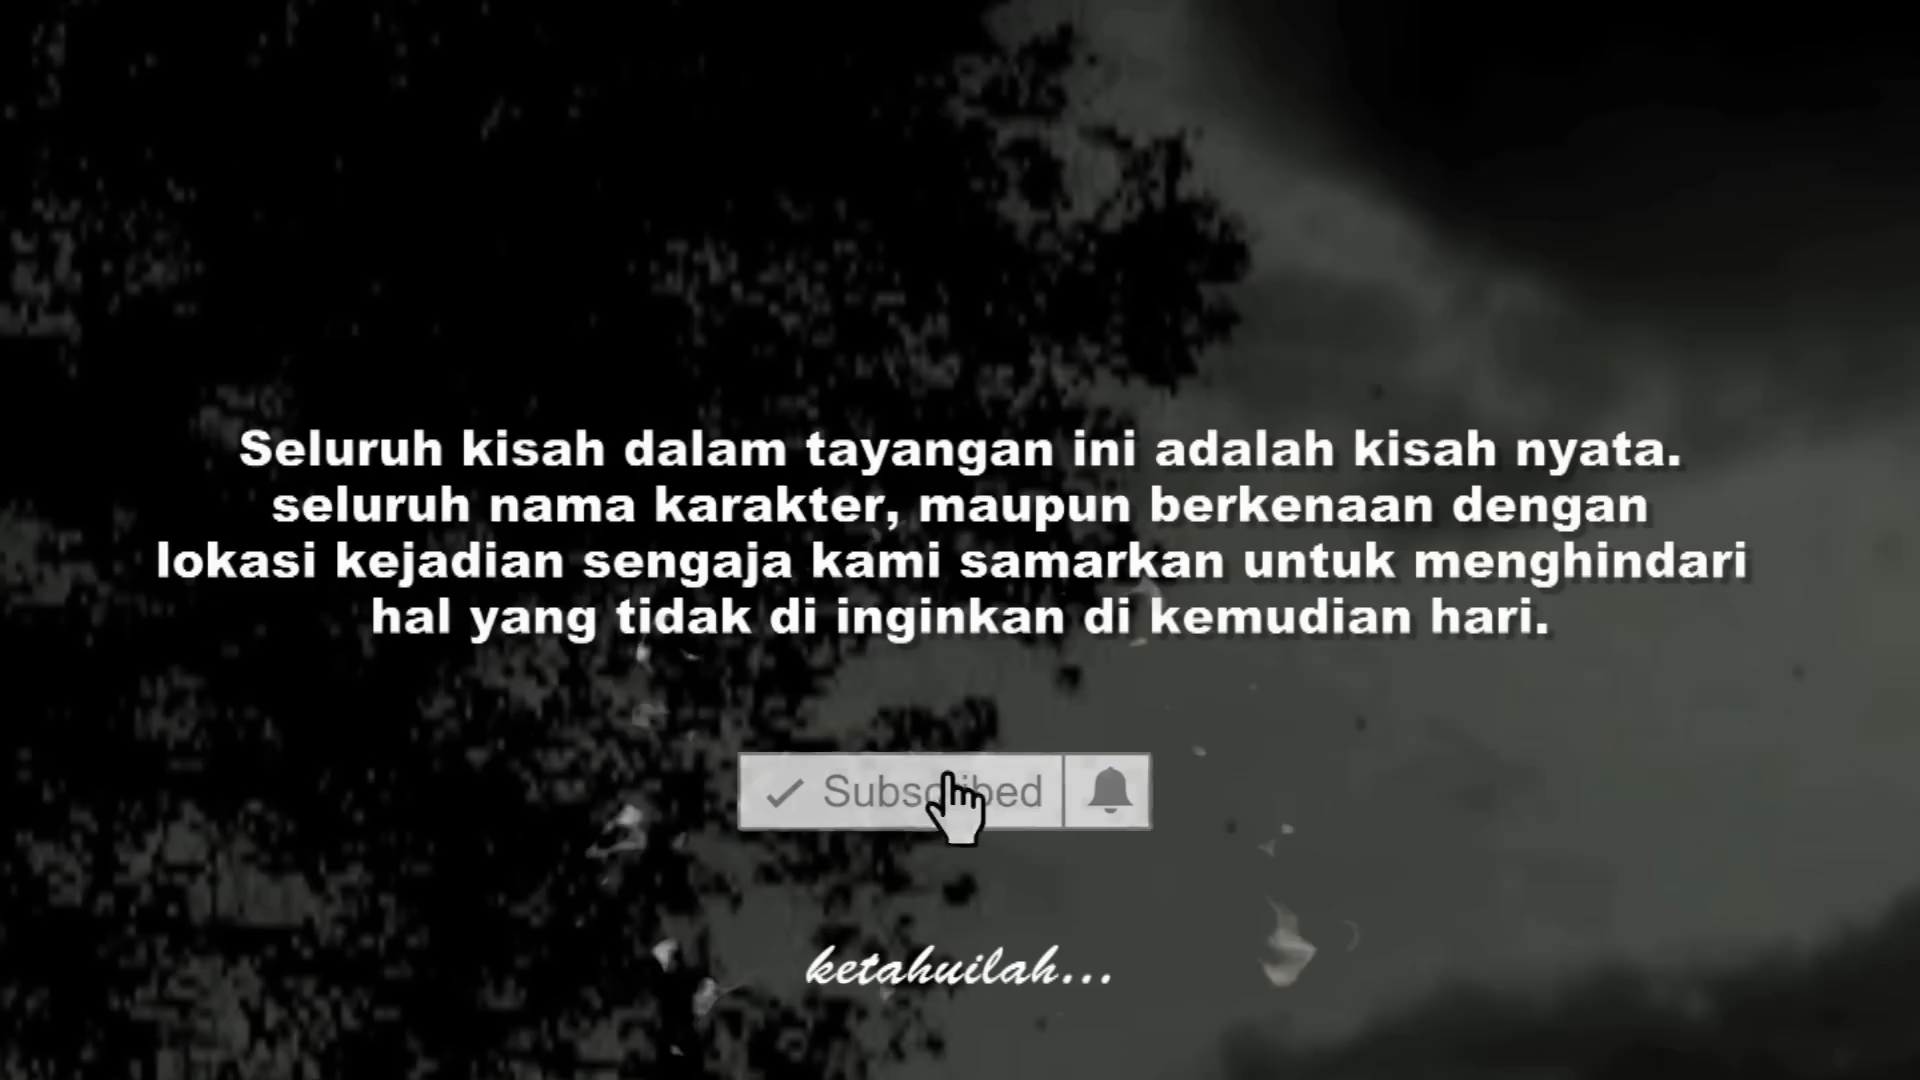 Seluruh kisah dalam tayangan ini adalah kisah nyata.
seluruh nama karakter, maupun berkenaan dengan
lokasi kejadian sengaja kami samarkan untuk menghindari
hal yang tidak di inginkan di kemudian hari.
Subscribed
ketahuilah...